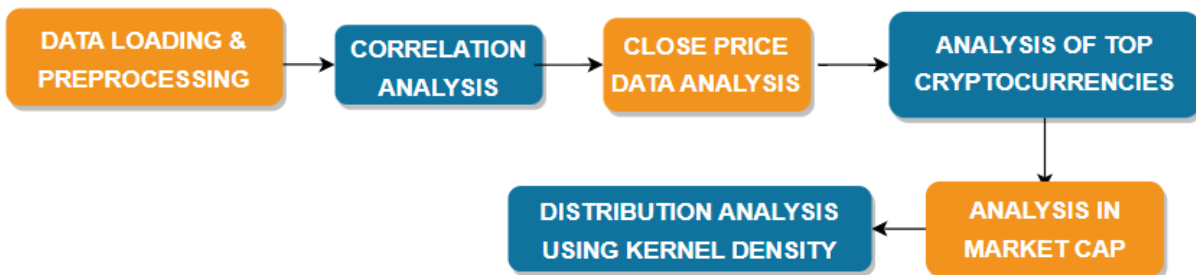 DATA LOADING &
PREPROCESSING
CORRELATION
ANALYSIS
CLOSE PRICE
DATA ANALYSIS
ANALYSIS OF TOP
CRYPTOCURRENCIES
ANALYSIS IN
MARKET CAP
DISTRIBUTION ANALYSIS
USING KERNEL DENSITY